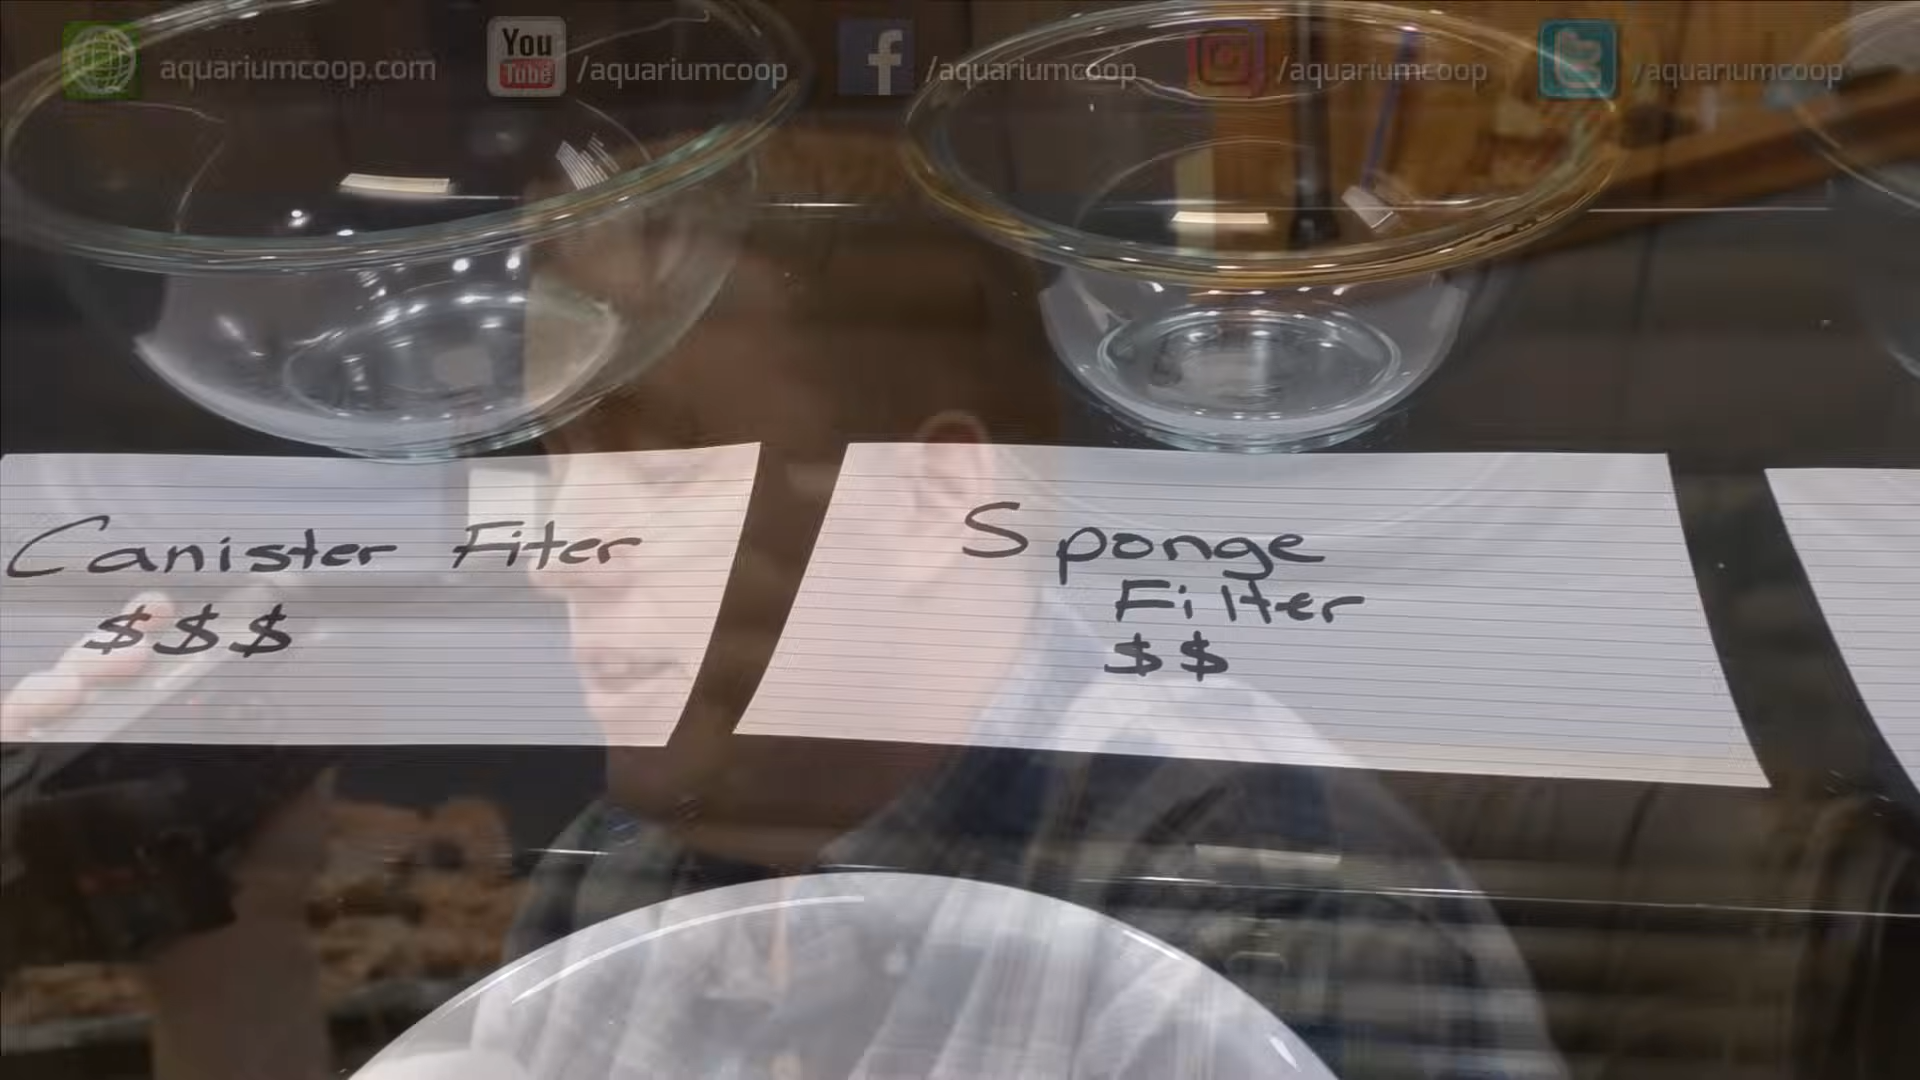 aquariumcoop.com
You
Tube
/aquariumcoop
f
/aquariumcoop
/aquariumcoop
t
/aquariumcoop
Canister Fiter
$$$
Sponge
Filter
$$